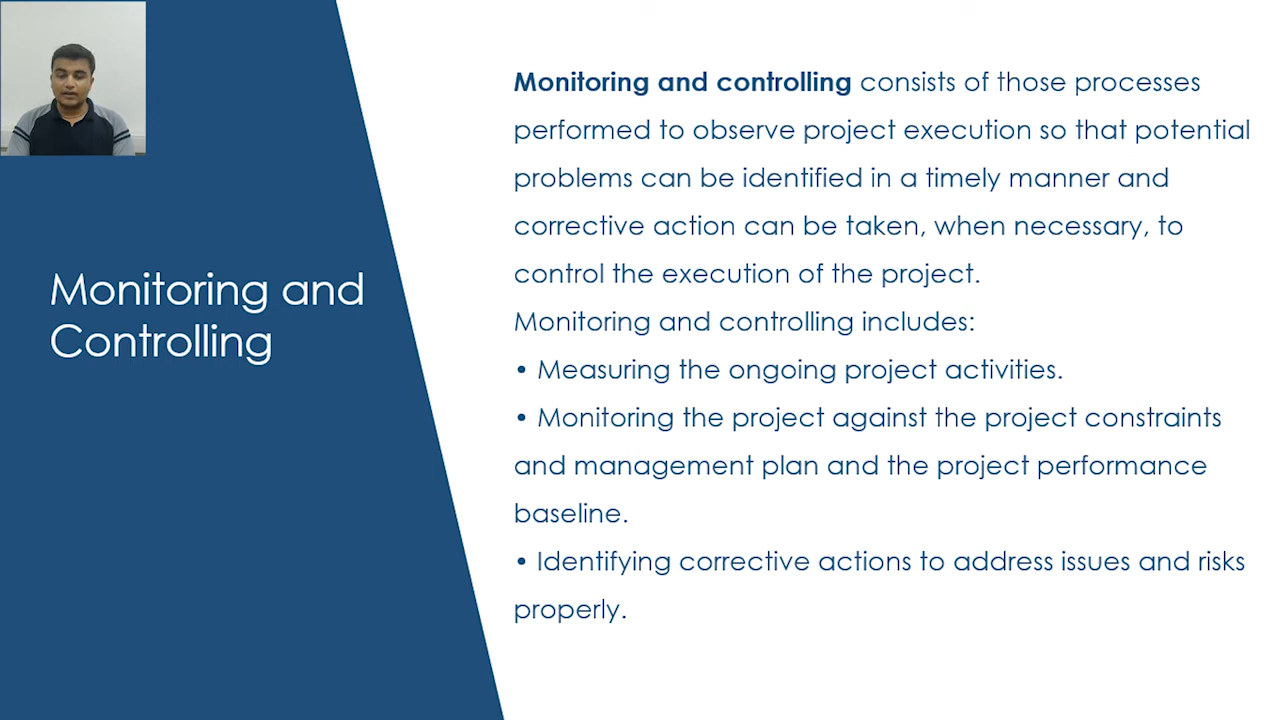 Monitoring and
Controlling
Monitoring and controlling consists of those processes
performed to observe project execution so that potential
problems can be identified in a timely manner and
corrective action can be taken, when necessary, to
control the execution of the project.
Monitoring and controlling includes:
• Measuring the ongoing project activities.
• Monitoring the project against the project constraints
and management plan and the project performance
baseline.
• Identifying corrective actions to address issues and risks
properly.